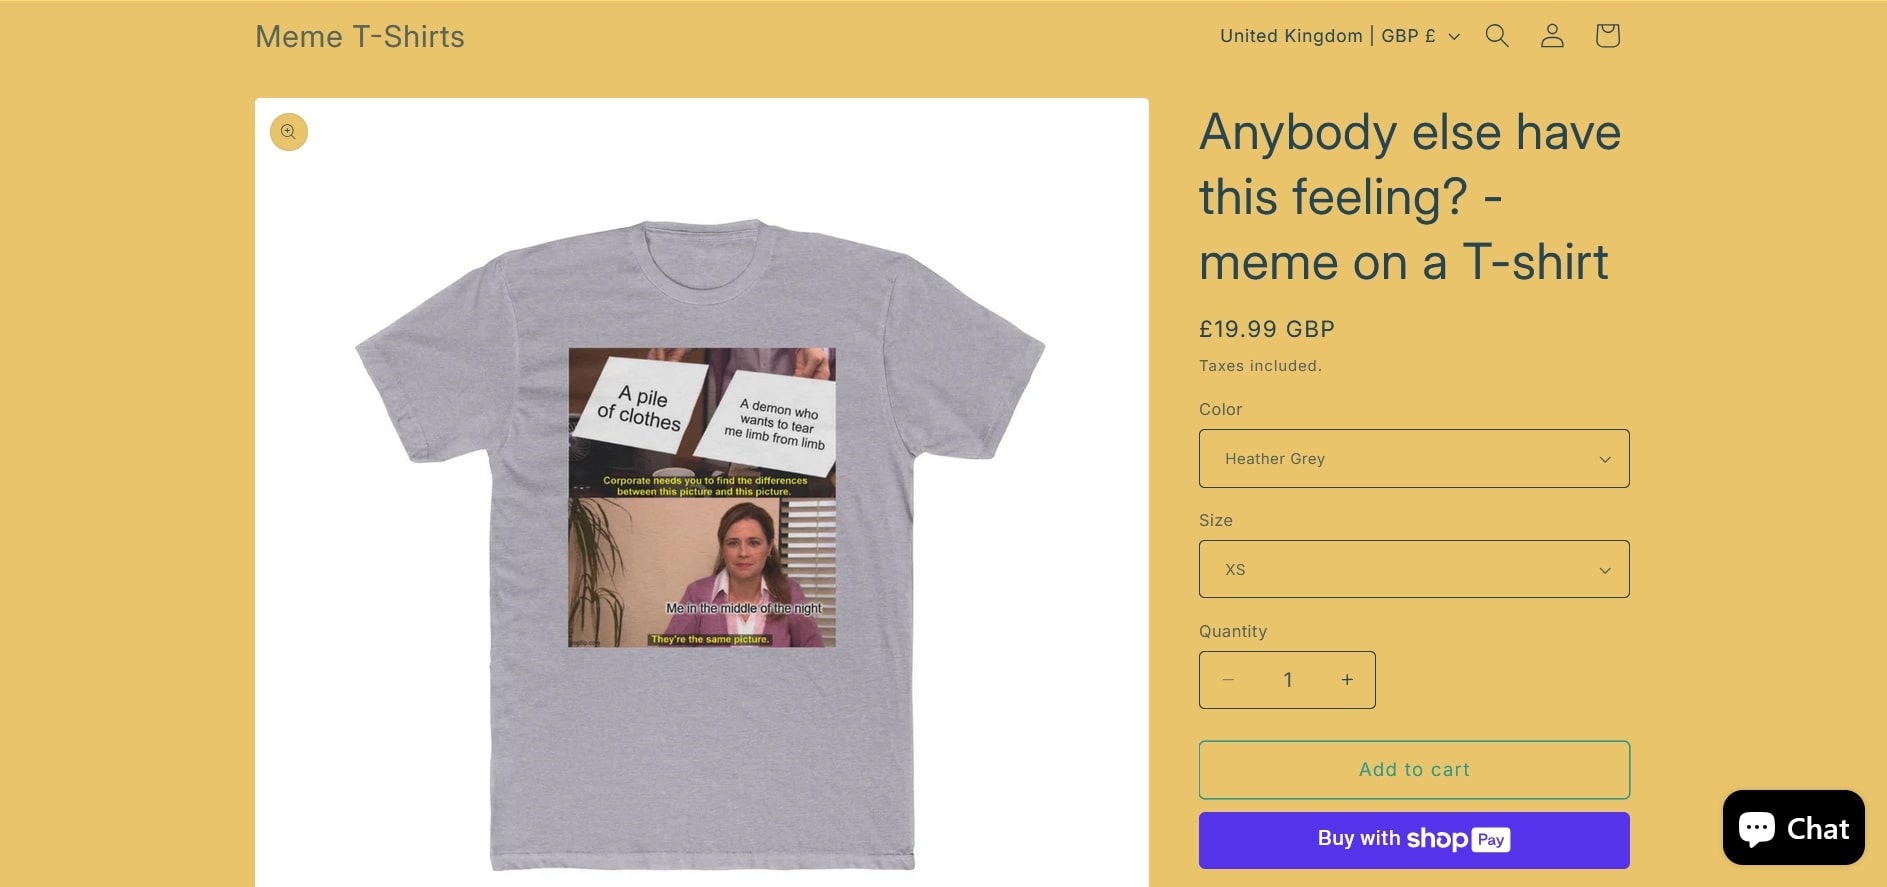 Meme T-Shirts
United Kingdom | GBP £
Anybody else have
this feeling? -
meme on a T-shirt
£19.99 GBP
Taxes included.
Color
Heather Grey
Size
XS
Quantity
− 1 +
Add to cart
Buy with shop Pay
Chat
A pile
of clothes
A demon who
wants to tear
me limb from limb
Corporate needs you to find the differences
between this picture and this picture.
Me in the middle of the night
They're the same picture.
imgflip.com